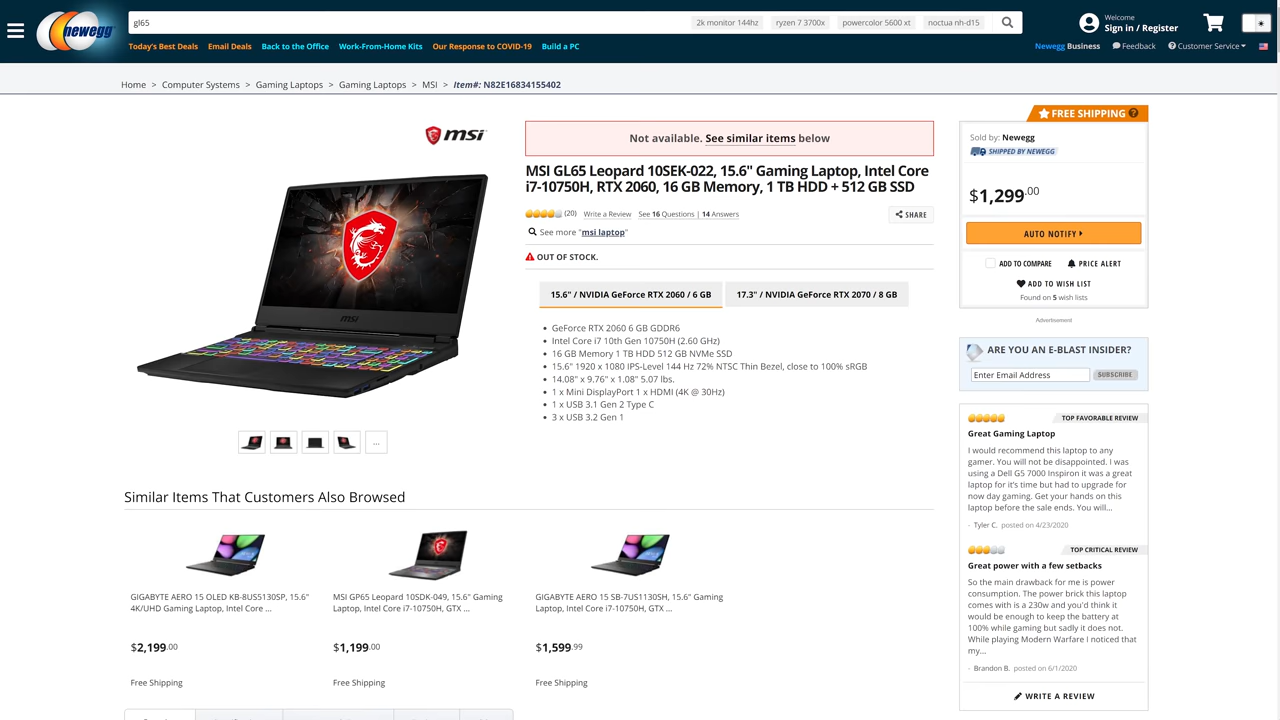 newegg
gl65
2k monitor 144hz
ryzen 7 3700x
powercolor 5600 xt
noctua nh-d15
Welcome
Sign in / Register
Today's Best Deals
Email Deals
Back to the Office
Work-From-Home Kits
Our Response to COVID-19
Build a PC
Newegg Business
Feedback
Customer Service
Home > Computer Systems > Gaming Laptops > Gaming Laptops > MSI > Item#: N82E16834155402
msi
msi
Not available. See similar items below
MSI GL65 Leopard 10SEK-022, 15.6" Gaming Laptop, Intel Core
i7-10750H, RTX 2060, 16 GB Memory, 1 TB HDD + 512 GB SSD
(20) Write a Review See 16 Questions | 14 Answers
SHARE
See more "msi laptop"
OUT OF STOCK.
15.6" / NVIDIA GeForce RTX 2060 / 6 GB
17.3" / NVIDIA GeForce RTX 2070 / 8 GB
GeForce RTX 2060 6 GB GDDR6
Intel Core i7 10th Gen 10750H (2.60 GHz)
16 GB Memory 1 TB HDD 512 GB NVMe SSD
15.6" 1920 x 1080 IPS-Level 144 Hz 72% NTSC Thin Bezel, close to 100% sRGB
14.08" x 9.76" x 1.08" 5.07 lbs.
1 x Mini DisplayPort 1 x HDMI (4K @ 30Hz)
1 x USB 3.1 Gen 2 Type C
3 x USB 3.2 Gen 1
...
FREE SHIPPING ?
Sold by: Newegg
SHIPPED BY NEWEGG
$1,299.00
AUTO NOTIFY
ADD TO COMPARE
PRICE ALERT
ADD TO WISH LIST
Found on 5 wish lists
Advertisement
ARE YOU AN E-BLAST INSIDER?
Enter Email Address
SUBSCRIBE
TOP FAVORABLE REVIEW
Great Gaming Laptop
I would recommend this laptop to any
gamer. You will not be disappointed. I was
using a Dell G5 7000 Inspiron it was a great
laptop for it's time but had to upgrade for
now day gaming. Get your hands on this
laptop before the sale ends. You will...
- Tyler C. posted on 4/23/2020
TOP CRITICAL REVIEW
Great power with a few setbacks
So the main drawback for me is power
consumption. The power brick this laptop
comes with is a 230w and you'd think it
would be enough to keep the battery at
100% while gaming but sadly it does not.
While playing Modern Warfare I noticed that
my...
- Brandon B. posted on 6/1/2020
WRITE A REVIEW
Similar Items That Customers Also Browsed
GIGABYTE AERO 15 OLED KB-8US5130SP, 15.6"
4K/UHD Gaming Laptop, Intel Core ...
$2,199.00
Free Shipping
MSI GP65 Leopard 10SDK-049, 15.6" Gaming
Laptop, Intel Core i7-10750H, GTX ...
$1,199.00
Free Shipping
GIGABYTE AERO 15 SB-7US1130SH, 15.6" Gaming
Laptop, Intel Core i7-10750H, GTX ...
$1,599.99
Free Shipping